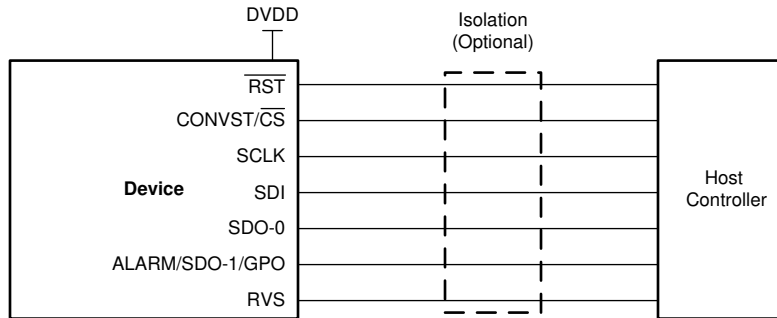 DVDD
Isolation
(Optional)
RST
CONVST/CS
SCLK
Device
SDI
SDO-0
ALARM/SDO-1/GPO
RVS
Host
Controller